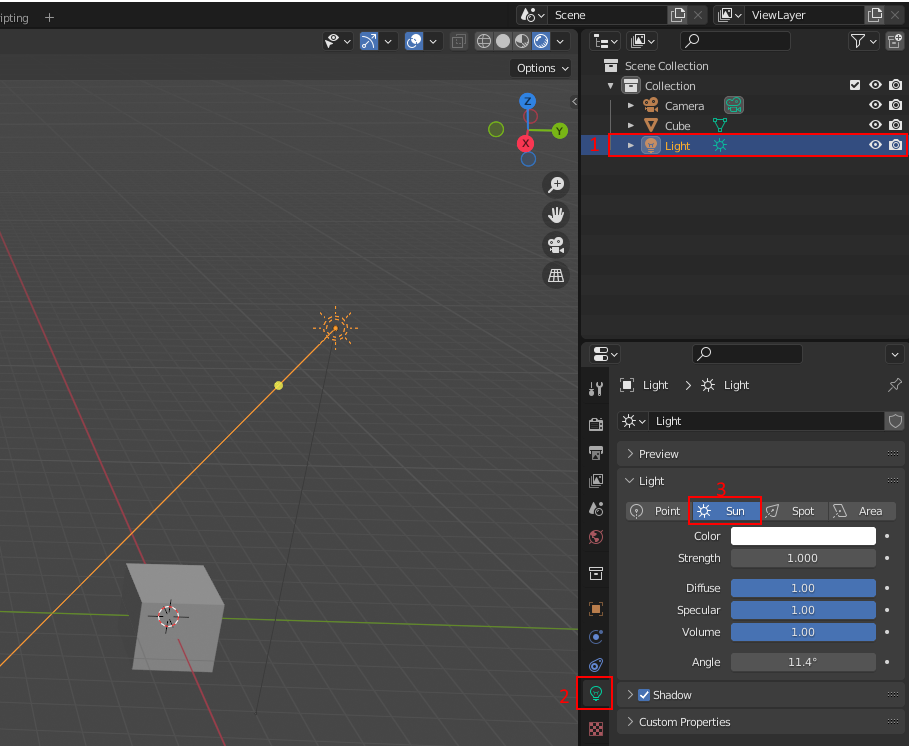 ipting +
Scene
ViewLayer
Options
Z
Y
X
Scene Collection
Collection
Camera
Cube
1
Light
Light > Light
Light
Preview
Light
3
Point Sun Spot Area
Color
Strength 1.000
Diffuse 1.00
Specular 1.00
Volume 1.00
Angle 11.4°
2
Shadow
Custom Properties